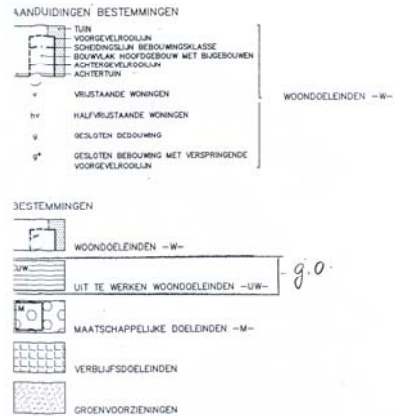 AANDUIDINGEN BESTEMMINGEN
TUIN
VOORGEVELROOILIJN
SCHEIDINGSLIJN BEBOUWINGSKLASSE
BOUWVLAK HOOFDGEBOUW MET BIJGEBOUWEN
ACHTERGEVELROOILIJN
ACHTERTUIN
v VRIJSTAANDE WONINGEN
WOONDOELEINDEN -W-
hv HALFVRIJSTAANDE WONINGEN
g GESLOTEN BEBOUWING
g* GESLOTEN BEBOUWING MET VERSPRINGENDE
VOORGEVELROOILIJN
BESTEMMINGEN
WOONDOELEINDEN -W-
UW
UIT TE WERKEN WOONDOELEINDEN -UW-
g.o.
M
MAATSCHAPPELIJKE DOELEINDEN -M-
VERBLIJFSDOELEINDEN
GROENVOORZIENINGEN